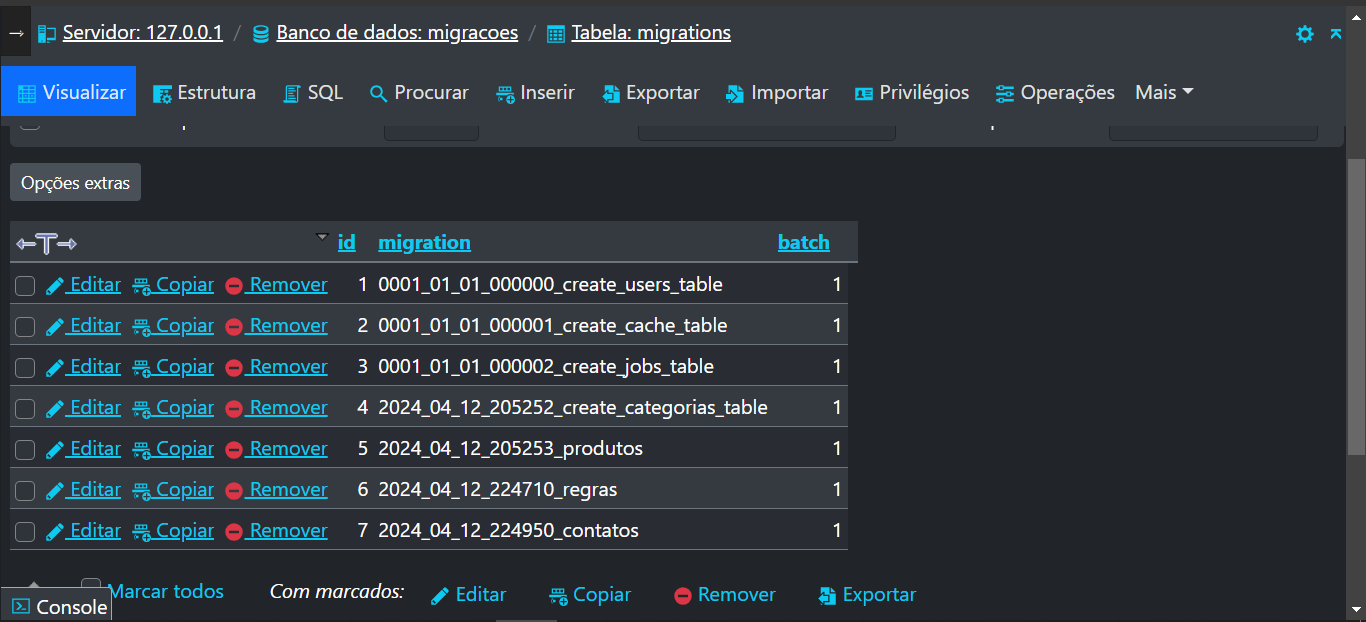 Servidor: 127.0.0.1 / Banco de dados: migracoes / Tabela: migrations
Visualizar Estrutura SQL Procurar Inserir Exportar Importar Privilégios Operações Mais
Opções extras
id migration batch
Editar Copiar Remover 1 0001_01_01_000000_create_users_table 1
Editar Copiar Remover 2 0001_01_01_000001_create_cache_table 1
Editar Copiar Remover 3 0001_01_01_000002_create_jobs_table 1
Editar Copiar Remover 4 2024_04_12_205252_create_categorias_table 1
Editar Copiar Remover 5 2024_04_12_205253_produtos 1
Editar Copiar Remover 6 2024_04_12_224710_regras 1
Editar Copiar Remover 7 2024_04_12_224950_contatos 1
Marcar todos Com marcados: Editar Copiar Remover Exportar
Console